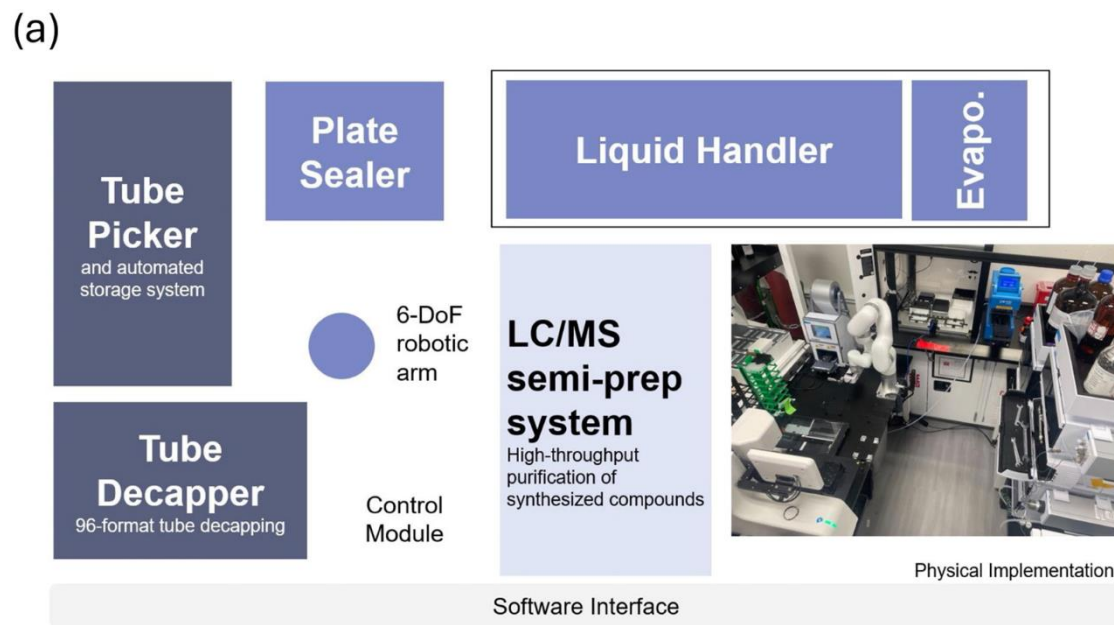 (a)
Tube
Picker
and automated
storage system
Plate
Sealer
Liquid Handler
Evapo.
6-DoF
robotic
arm
LC/MS
semi-prep
system
High-throughput
purification of
synthesized compounds
Tube
Decapper
96-format tube decapping
Control
Module
Physical Implementation
Software Interface